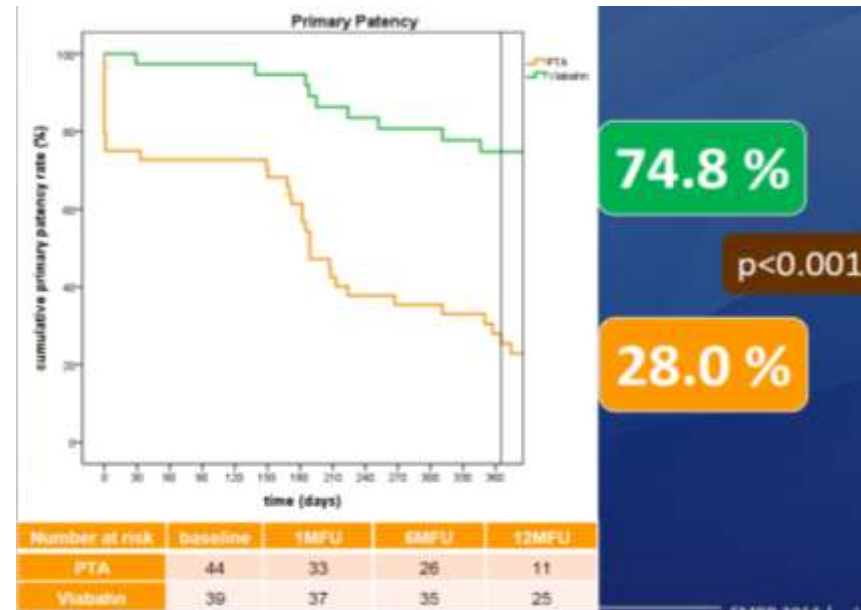 Primary Patency
PTA
Viabahn
cumulative primary patency rate (%)
100
80
60
40
20
0
0 30 60 90 120 150 180 210 240 270 300 330 360
time (days)
74.8 %
p<0.001
28.0 %
Number at risk baseline 1MFU 6MFU 12MFU
PTA 44 33 26 11
Viabahn 39 37 35 25